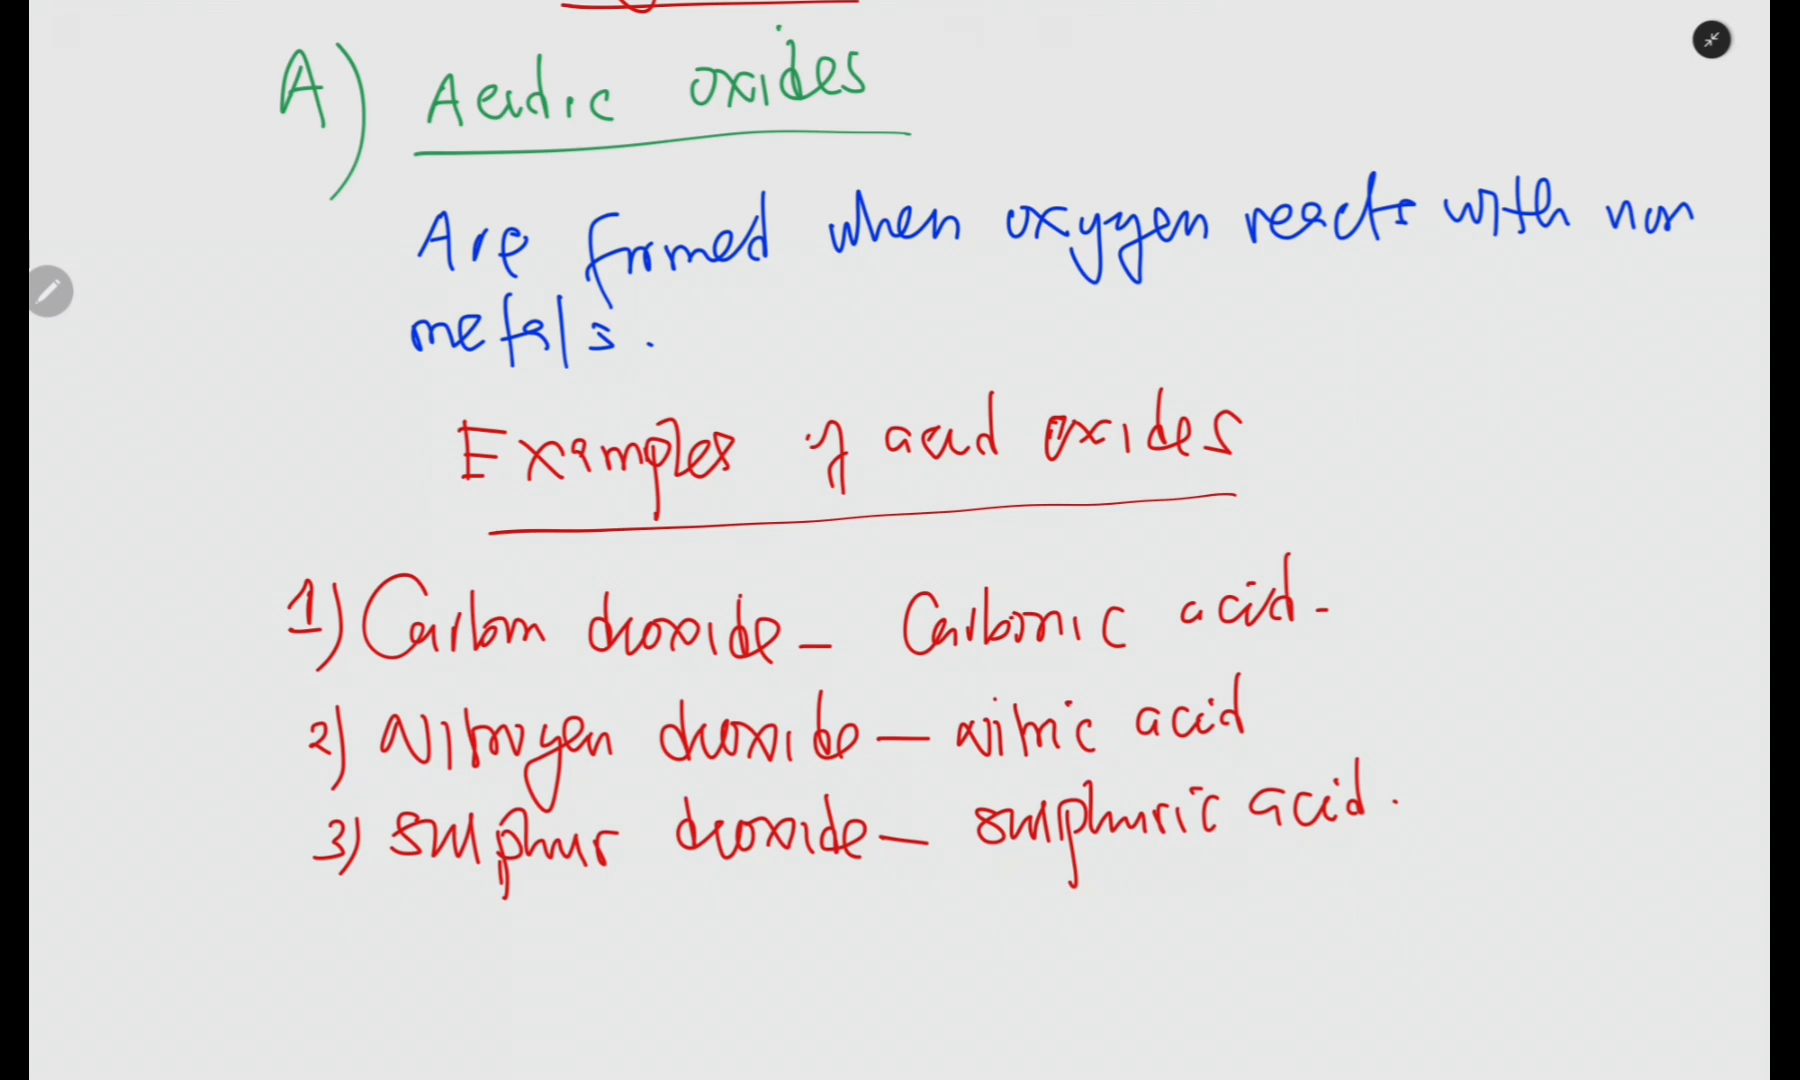 A) Acidic oxides
Are formed when oxygen reacts with non
metals.
Examples of acid oxides
1) Carbon dioxide - Carbonic acid -
2) Nitrogen dioxide - nitric acid
3) Sulphur dioxide - sulphuric acid.